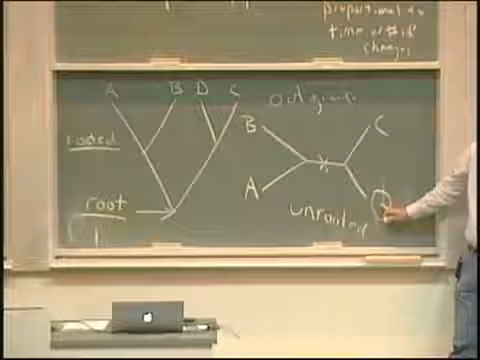 proportional to
time or # of
changes
A B D C
outgroup
B
C
rooted
A
root
unrooted
D